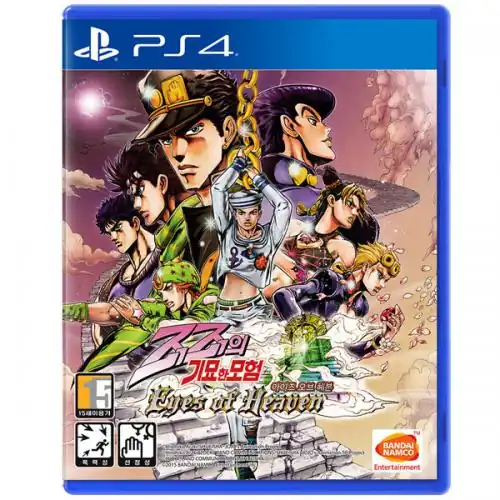 PS4
죠죠의
기묘한 모험
아이즈 오브 헤븐
Eyes of Heaven
15
15세이용가
폭력성
선정성
BANDAI
NAMCO
Entertainment